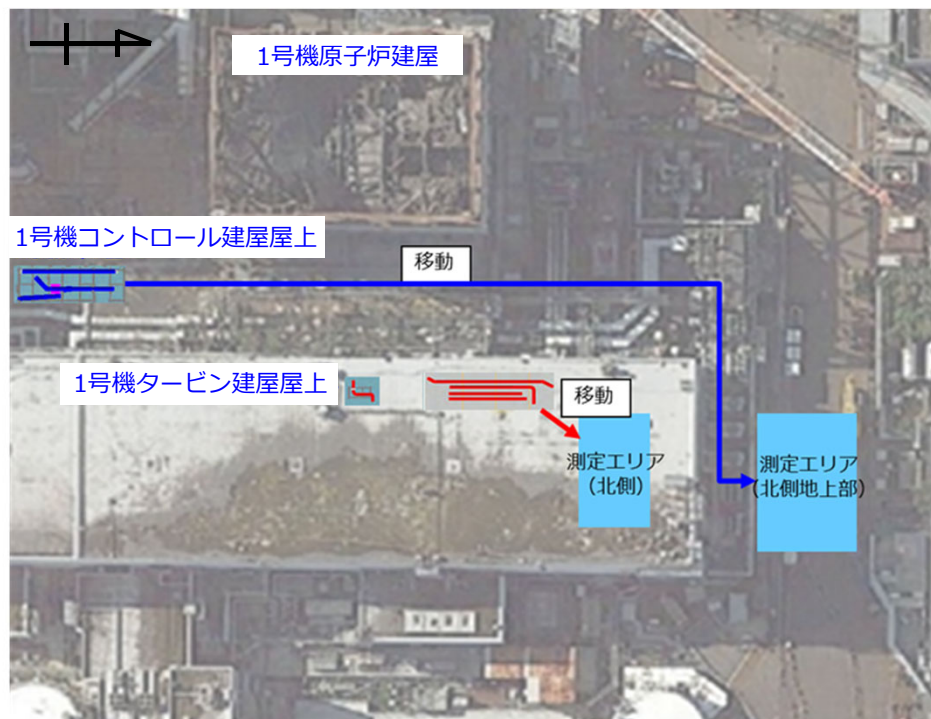 1号機原子炉建屋
1号機コントロール建屋屋上
移動
1号機タービン建屋屋上
移動
測定エリア
(北側)
測定エリア
(北側地上部)